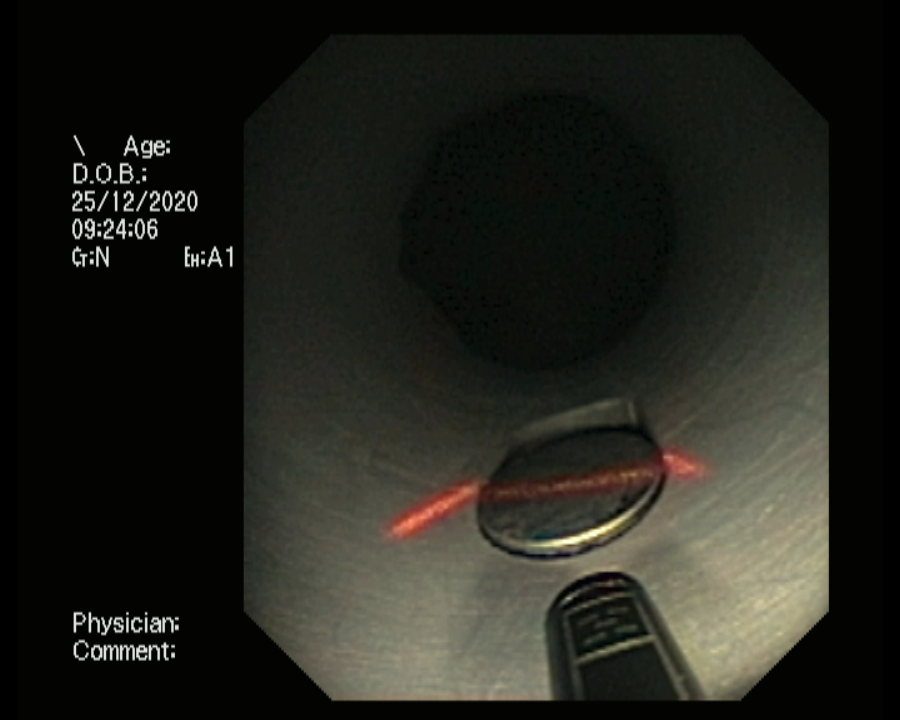 \ Age:
D.O.B.:
25/12/2020
09:24:06
Cr:N EH:A1
Physician:
Comment: